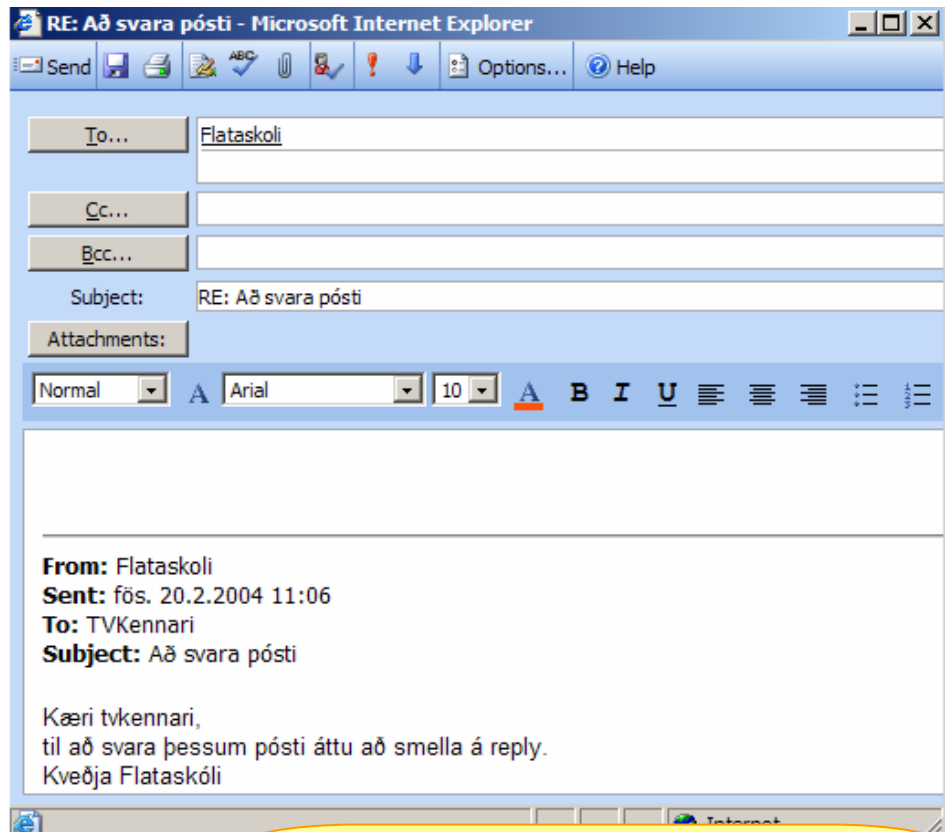 RE: Að svara pósti - Microsoft Internet Explorer
Send ABC Options... Help
To... Flataskoli
Cc...
Bcc...
Subject: RE: Að svara pósti
Attachments:
Normal A Arial 10 A B I U
From: Flataskoli
Sent: fös. 20.2.2004 11:06
To: TVKennari
Subject: Að svara pósti
Kæri tvkennari,
til að svara þessum pósti áttu að smella á reply.
Kveðja Flataskóli
Internet